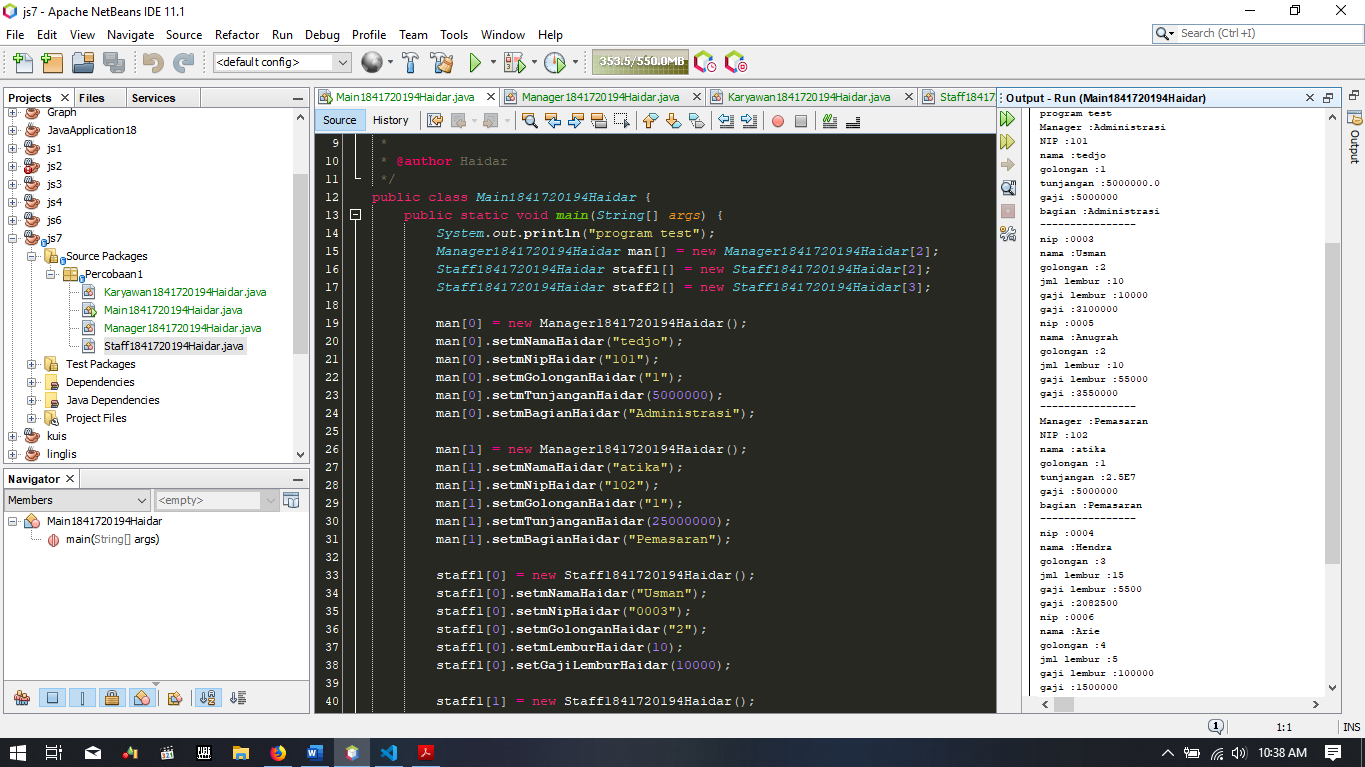 js7 - Apache NetBeans IDE 11.1
File Edit View Navigate Source Refactor Run Debug Profile Team Tools Window Help
Search (Ctrl+I)
<default config>
353.5/550.0MB
Projects Files Services
Graph
JavaApplication18
js1
js2
js3
js4
js6
js7
Source Packages
Percobaan1
Karyawan1841720194Haidar.java
Main1841720194Haidar.java
Manager1841720194Haidar.java
Staff1841720194Haidar.java
Test Packages
Dependencies
Java Dependencies
Project Files
kuis
linglis
Navigator
Members
<empty>
Main1841720194Haidar
main(String[] args)
Main1841720194Haidar.java Manager1841720194Haidar.java Karyawan1841720194Haidar.java Staff184172
Source History
9 *
10 * @author Haidar
11 */
12 public class Main1841720194Haidar {
13 public static void main(String[] args) {
14 System.out.println("program test");
15 Manager1841720194Haidar man[] = new Manager1841720194Haidar[2];
16 Staff1841720194Haidar staff1[] = new Staff1841720194Haidar[2];
17 Staff1841720194Haidar staff2[] = new Staff1841720194Haidar[3];
18
19 man[0] = new Manager1841720194Haidar();
20 man[0].setmNamaHaidar("tedjo");
21 man[0].setmNipHaidar("101");
22 man[0].setmGolonganHaidar("1");
23 man[0].setmTunjanganHaidar(5000000);
24 man[0].setmBagianHaidar("Administrasi");
25
26 man[1] = new Manager1841720194Haidar();
27 man[1].setmNamaHaidar("atika");
28 man[1].setmNipHaidar("102");
29 man[1].setmGolonganHaidar("1");
30 man[1].setmTunjanganHaidar(25000000);
31 man[1].setmBagianHaidar("Pemasaran");
32
33 staff1[0] = new Staff1841720194Haidar();
34 staff1[0].setmNamaHaidar("Usman");
35 staff1[0].setmNipHaidar("0003");
36 staff1[0].setmGolonganHaidar("2");
37 staff1[0].setmLemburHaidar(10);
38 staff1[0].setGajiLemburHaidar(10000);
39
40 staff1[1] = new Staff1841720194Haidar();
Output - Run (Main1841720194Haidar)
program test
Manager :Administrasi
NIP :101
nama :tedjo
golongan :1
tunjangan :5000000.0
gaji :5000000
bagian :Administrasi
----------------
nip :0003
nama :Usman
golongan :2
jml lembur :10
gaji lembur :10000
gaji :3100000
nip :0005
nama :Anugrah
golongan :2
jml lembur :10
gaji lembur :55000
gaji :3550000
----------------
Manager :Pemasaran
NIP :102
nama :atika
golongan :1
tunjangan :2.5E7
gaji :5000000
bagian :Pemasaran
----------------
nip :0004
nama :Hendra
golongan :3
jml lembur :15
gaji lembur :5500
gaji :2082500
nip :0006
nama :Arie
golongan :4
jml lembur :5
gaji lembur :100000
gaji :1500000
Output
1
1:1 INS
10:38 AM